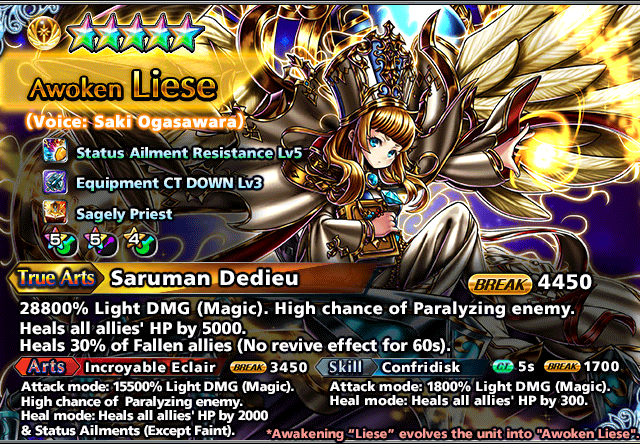 Awoken Liese
(Voice: Saki Ogasawara)
Status Ailment Resistance Lv5
Equipment CT DOWN Lv3
Sagely Priest
5 5 4
True Arts Saruman Dedieu BREAK 4450
28800% Light DMG (Magic). High chance of Paralyzing enemy.
Heals all allies' HP by 5000.
Heals 30% of Fallen allies (No revive effect for 60s).
Arts Incroyable Eclair BREAK 3450
Attack mode: 15500% Light DMG (Magic).
High chance of Paralyzing enemy.
Heal mode: Heals all allies' HP by 2000
& Status Ailments (Except Faint).
Skill Confridisk CT 5s BREAK 1700
Attack mode: 1800% Light DMG (Magic).
Heal mode: Heals all allies' HP by 300.
*Awakening "Liese" evolves the unit into "Awoken Liese"